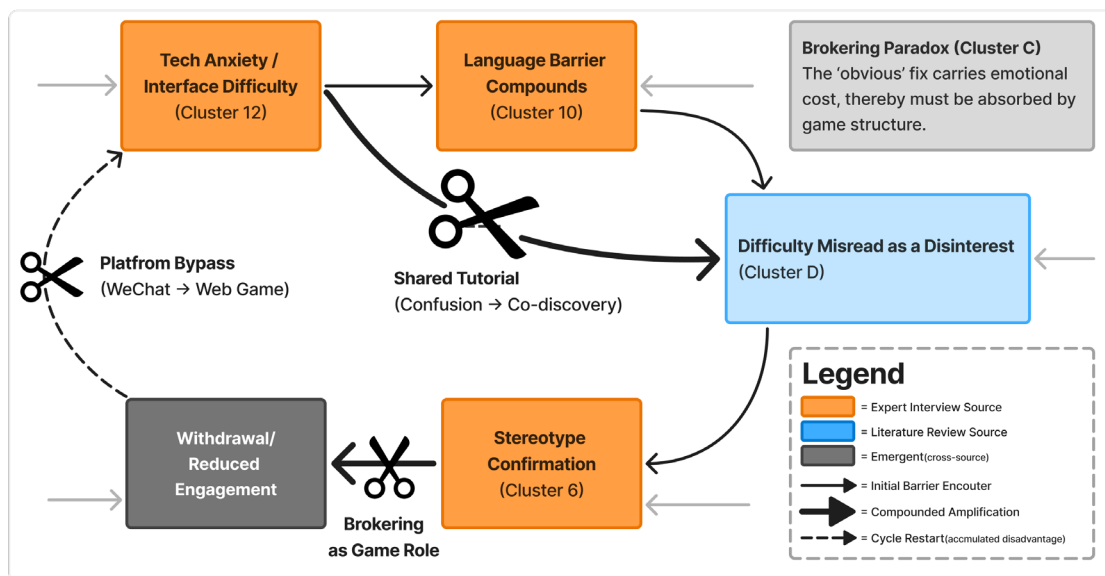 Tech Anxiety /
Interface Difficulty
(Cluster 12)
Language Barrier
Compounds
(Cluster 10)
Brokering Paradox (Cluster C)
The ‘obvious’ fix carries emotional
cost, thereby must be absorbed by
game structure.
Platfrom Bypass
(WeChat → Web Game)
Shared Tutorial
(Confusion → Co-discovery)
Difficulty Misread as a Disinterest
(Cluster D)
Withdrawal/
Reduced
Engagement
Brokering
as Game Role
Stereotype
Confirmation
(Cluster 6)
Legend
= Expert Interview Source
= Literature Review Source
= Emergent(cross-source)
= Initial Barrier Encouter
= Compounded Amplification
= Cycle Restart(accmulated disadvantage)